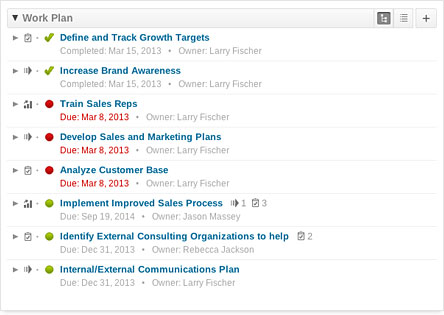 Work Plan
Define and Track Growth Targets
Completed: Mar 15, 2013 • Owner: Larry Fischer
Increase Brand Awareness
Completed: Mar 15, 2013 • Owner: Larry Fischer
Train Sales Reps
Due: Mar 8, 2013 • Owner: Larry Fischer
Develop Sales and Marketing Plans
Due: Mar 8, 2013 • Owner: Larry Fischer
Analyze Customer Base
Due: Mar 8, 2013 • Owner: Larry Fischer
Implement Improved Sales Process 1 3
Due: Sep 19, 2014 • Owner: Jason Massey
Identify External Consulting Organizations to help 2
Due: Dec 31, 2013 • Owner: Rebecca Jackson
Internal/External Communications Plan
Due: Dec 31, 2013 • Owner: Larry Fischer